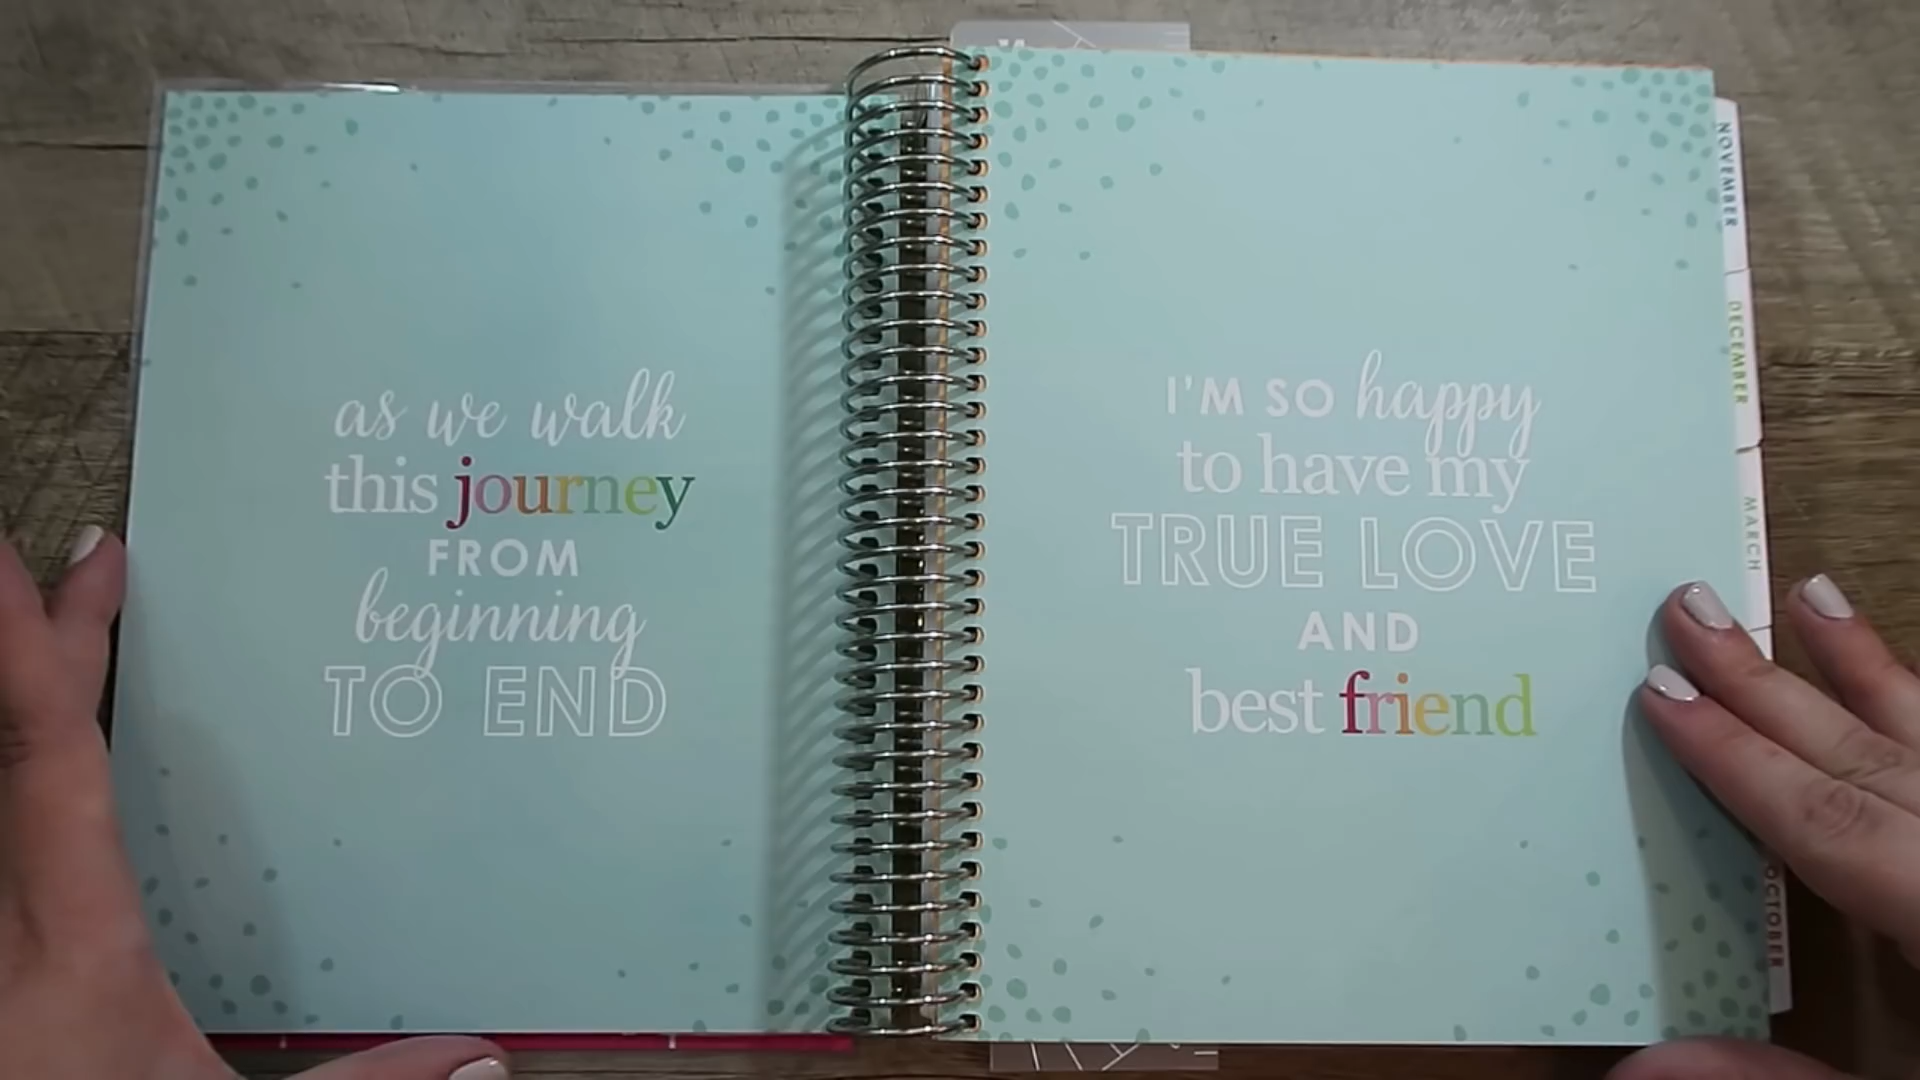 as we walk
this journey
FROM
beginning
TO END
I'M SO happy
to have my
TRUE LOVE
AND
best friend
NOVEMBER
DECEMBER
MARCH
OCTOBER